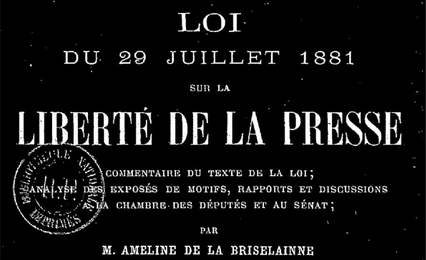 LOI
DU 29 JUILLET 1881
SUR LA
LIBERTÉ DE LA PRESSE
COMMENTAIRE DU TEXTE DE LA LOI;
ANALYSE DES EXPOSÉS DE MOTIFS, RAPPORTS ET DISCUSSIONS
A LA CHAMBRE DES DÉPUTÉS ET AU SÉNAT;
PAR
M. AMELINE DE LA BRISELAINNE
BIBLIOTHÈQUE NATIONALE
IMPRIMÉS